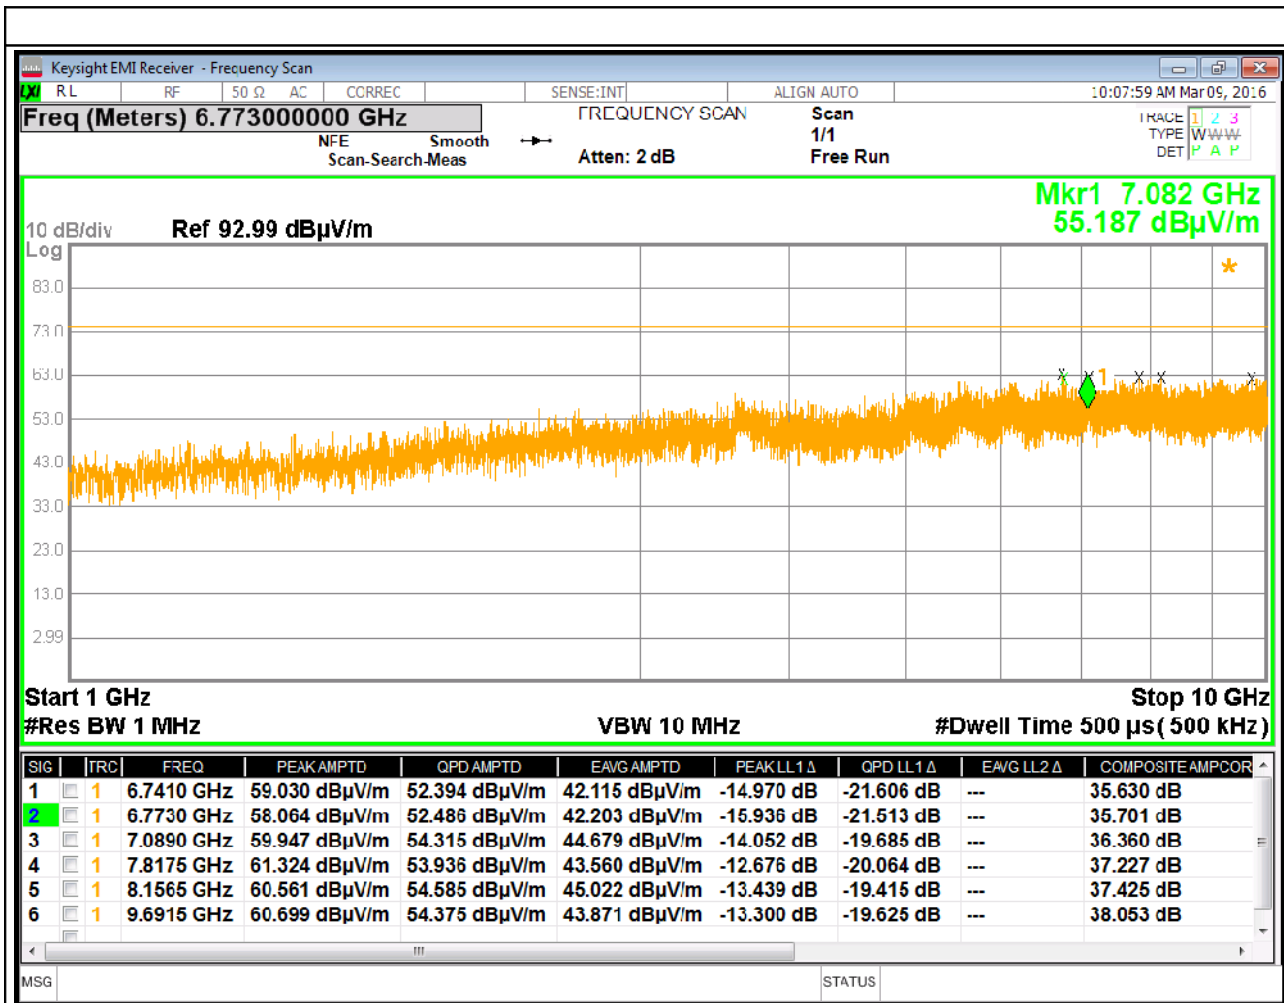 Keysight EMI Receiver - Frequency Scan
LXI RL RF 50 Ω AC CORREC SENSE:INT ALIGN AUTO 10:07:59 AM Mar 09, 2016
Freq (Meters) 6.773000000 GHz FREQUENCY SCAN Scan TRACE 1 2 3
NFE Smooth 1/1 TYPE W W W
Scan-Search-Meas Atten: 2 dB Free Run DET P A P
Mkr1 7.082 GHz
10 dB/div Ref 92.99 dBµV/m 55.187 dBµV/m
Log
83.0
73.0
63.0
1
53.0
43.0
33.0
23.0
13.0
2.99
Start 1 GHz Stop 10 GHz
#Res BW 1 MHz VBW 10 MHz #Dwell Time 500 µs (500 kHz)
SIG TRC FREQ PEAK AMPTD QPD AMPTD EAVG AMPTD PEAK LL1 Δ QPD LL1 Δ EAVG LL2 Δ COMPOSITE AMPCOR
1 1 6.7410 GHz 59.030 dBµV/m 52.394 dBµV/m 42.115 dBµV/m -14.970 dB -21.606 dB --- 35.630 dB
2 1 6.7730 GHz 58.064 dBµV/m 52.486 dBµV/m 42.203 dBµV/m -15.936 dB -21.513 dB --- 35.701 dB
3 1 7.0890 GHz 59.947 dBµV/m 54.315 dBµV/m 44.679 dBµV/m -14.052 dB -19.685 dB --- 36.360 dB
4 1 7.8175 GHz 61.324 dBµV/m 53.936 dBµV/m 43.560 dBµV/m -12.676 dB -20.064 dB --- 37.227 dB
5 1 8.1565 GHz 60.561 dBµV/m 54.585 dBµV/m 45.022 dBµV/m -13.439 dB -19.415 dB --- 37.425 dB
6 1 9.6915 GHz 60.699 dBµV/m 54.375 dBµV/m 43.871 dBµV/m -13.300 dB -19.625 dB --- 38.053 dB
MSG STATUS